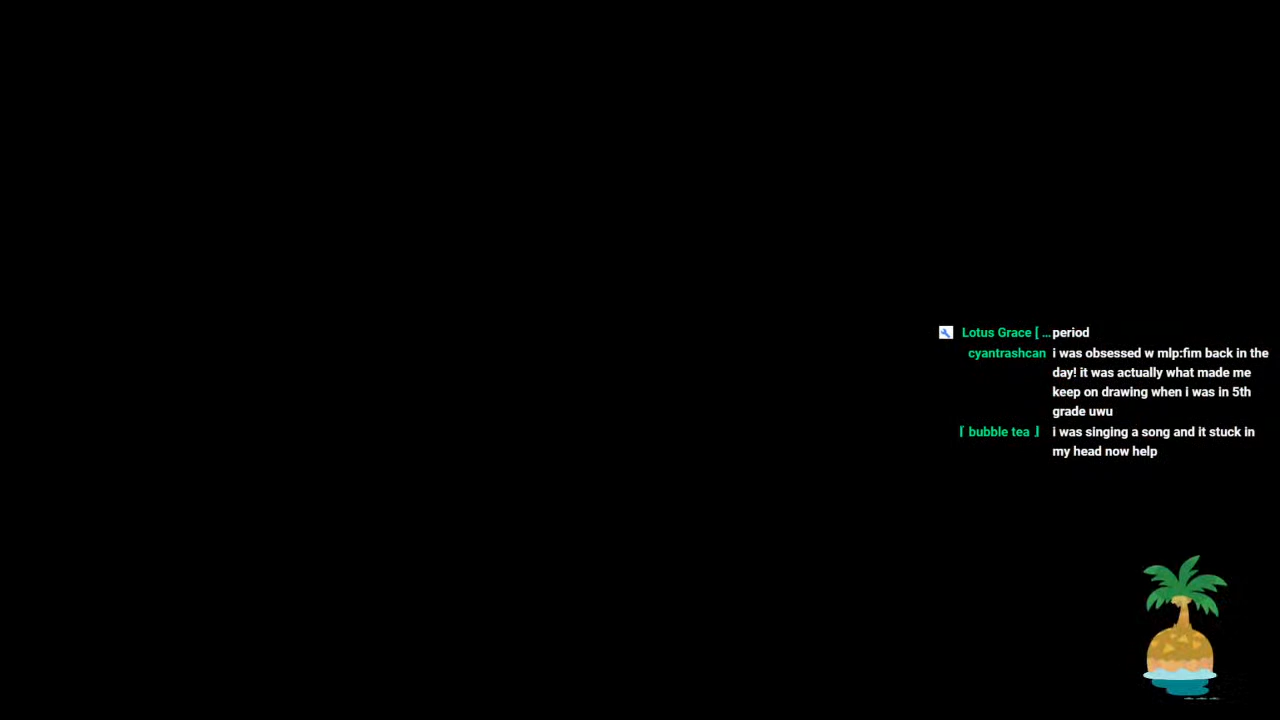 Lotus Grace [ ... period
cyantrashcan i was obsessed w mlp:fim back in the
day! it was actually what made me
keep on drawing when i was in 5th
grade uwu
『 bubble tea 』 i was singing a song and it stuck in
my head now help